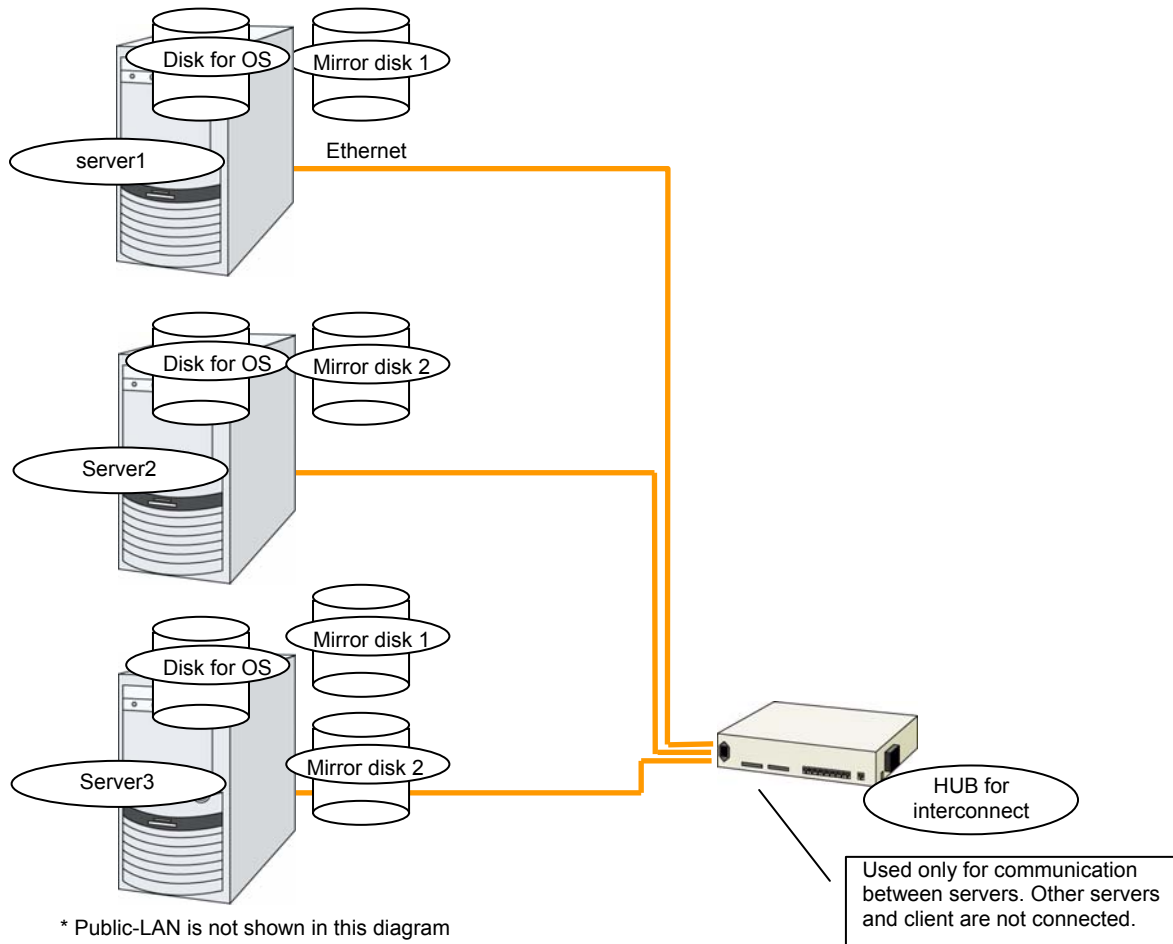 Disk for OS
Mirror disk 1
server1
Ethernet
Disk for OS
Mirror disk 2
Server2
Mirror disk 1
Disk for OS
Mirror disk 2
Server3
HUB for
interconnect
Used only for communication
between servers. Other servers
and client are not connected.
* Public-LAN is not shown in this diagram